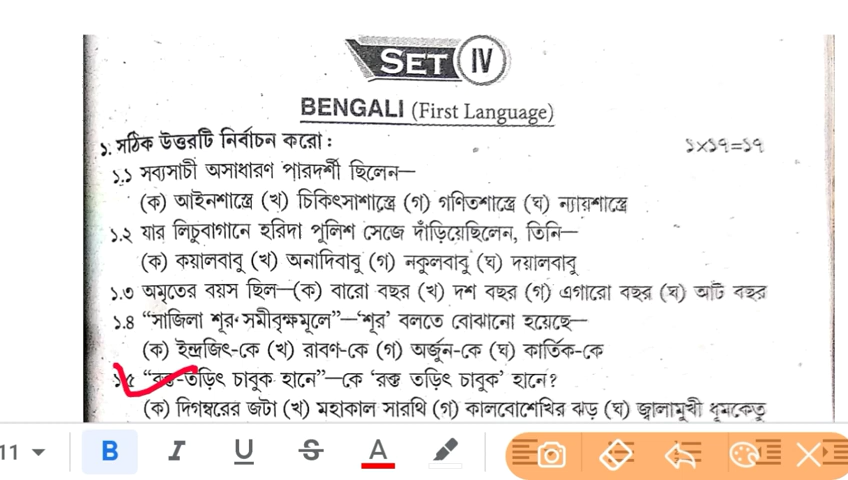 SET IV
BENGALI (First Language)
১. সঠিক উত্তরটি নির্বাচন করো : ১×১৭=১৭
১.১ সব্যসাচী অসাধারণ পারদর্শী ছিলেন—
(ক) আইনশাস্ত্রে (খ) চিকিৎসাশাস্ত্রে (গ) গণিতশাস্ত্রে (ঘ) ন্যায়শাস্ত্রে
১.২ যার লিচুবাগানে হরিদা পুলিশ সেজে দাঁড়িয়েছিলেন, তিনি—
(ক) কয়ালবাবু (খ) অনাদিবাবু (গ) নকুলবাবু (ঘ) দয়ালবাবু
১.৩ অমৃতের বয়স ছিল—(ক) বারো বছর (খ) দশ বছর (গ) এগারো বছর (ঘ) আট বছর
১.৪ “সাজিলা শূর সমীবৃক্ষমূলে”—‘শূর’ বলতে বোঝানো হয়েছে—
(ক) ইন্দ্রজিৎ-কে (খ) রাবণ-কে (গ) অর্জুন-কে (ঘ) কার্তিক-কে
১.৫ “রক্ত-তড়িৎ চাবুক হানে”—কে ‘রক্ত তড়িৎ চাবুক’ হানে?
(ক) দিগম্বরের জটা (খ) মহাকাল সারথি (গ) কালবোশেখির ঝড় (ঘ) জ্বালামুখী ধূমকেতু
11 B I U S A